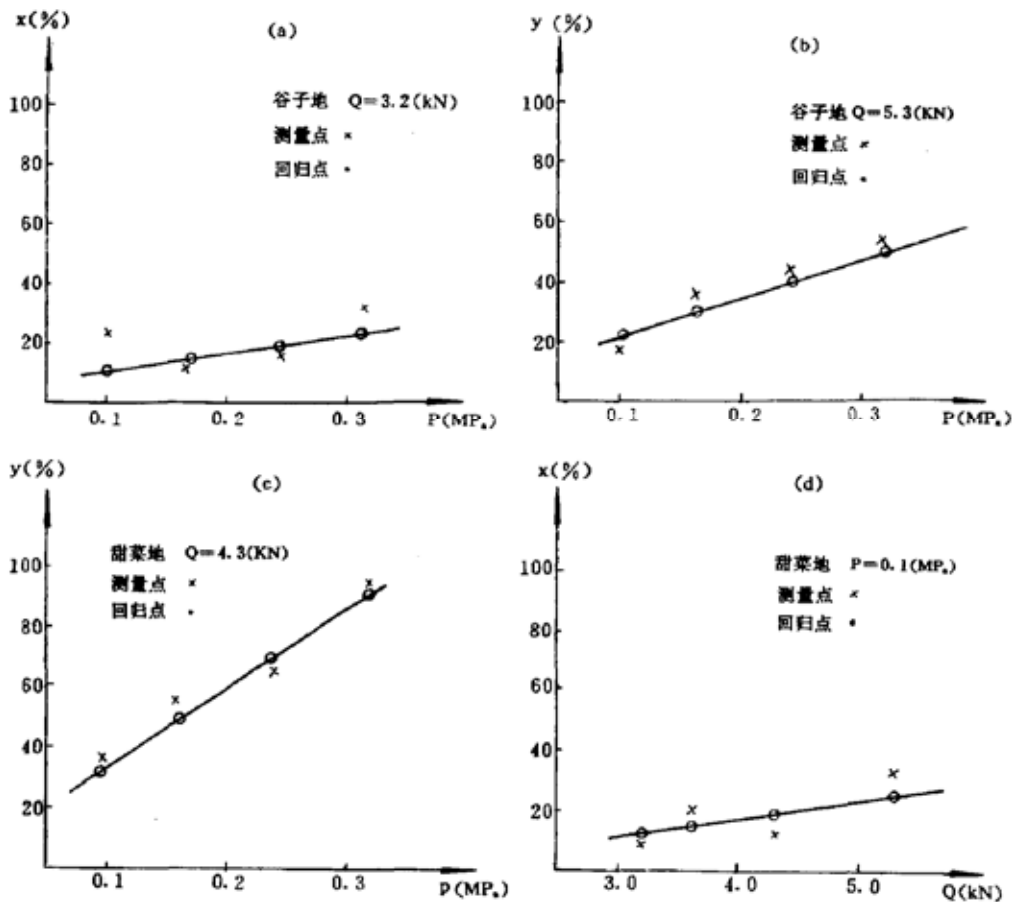 x(%)
(a)
谷子地 Q=3.2(kN)
测量点 ×
回归点 ·
100
80
60
40
20
0.1 0.2 0.3 P(MPₐ)
y(%)
(b)
谷子地 Q=5.3(KN)
测量点 ×
回归点 ·
100
80
60
40
20
0.1 0.2 0.3 P(MPₐ)
y(%)
(c)
甜菜地 Q=4.3(KN)
测量点 ×
回归点 ·
100
80
60
40
20
0.1 0.2 0.3 P(MPₐ)
x(%)
(d)
甜菜地 P=0.1(MPₐ)
测量点 ×
回归点 •
100
80
60
40
20
3.0 4.0 5.0 Q(kN)